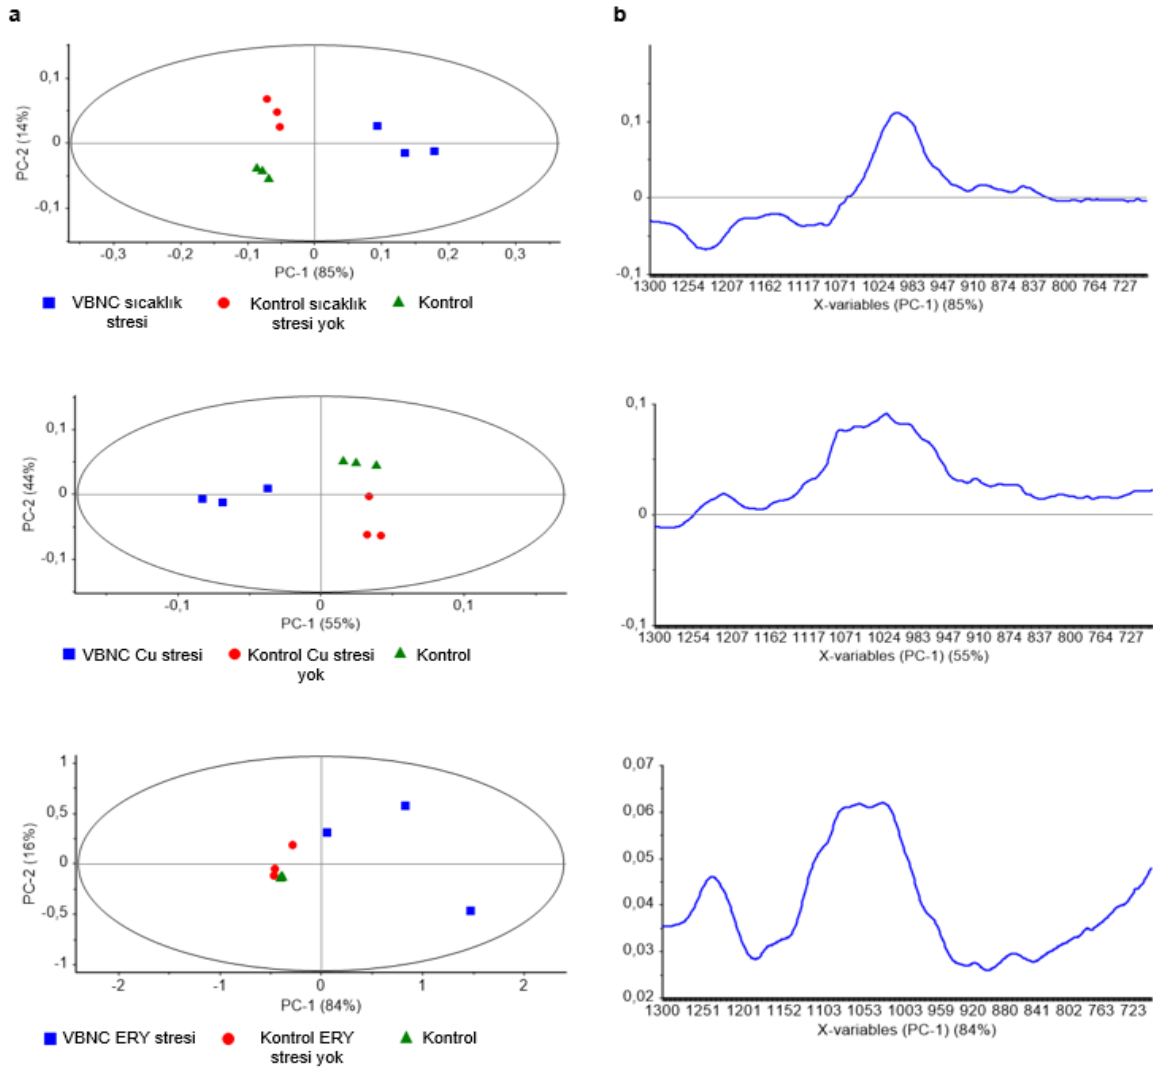 a
0,1
0
-0,1
PC-2 (14%)
-0,3 -0,2 -0,1 0 0,1 0,2 0,3
PC-1 (85%)
VBNC sıcaklık stresi
Kontrol sıcaklık stresi yok
Kontrol
b
0,1
0
-0,1
1300 1254 1207 1162 1117 1071 1024 983 947 910 874 837 800 764 727
X-variables (PC-1) (85%)
0,1
0
-0,1
PC-2 (44%)
-0,1 0 0,1
PC-1 (55%)
VBNC Cu stresi
Kontrol Cu stresi yok
Kontrol
0,1
0
-0,1
1300 1254 1207 1162 1117 1071 1024 983 947 910 874 837 800 764 727
X-variables (PC-1) (55%)
1
0,5
0
-0,5
-1
PC-2 (16%)
-2 -1 0 1 2
PC-1 (84%)
VBNC ERY stresi
Kontrol ERY stresi yok
Kontrol
0,07
0,06
0,05
0,04
0,03
0,02
1300 1251 1201 1152 1103 1053 1003 959 920 880 841 802 763 723
X-variables (PC-1) (84%)